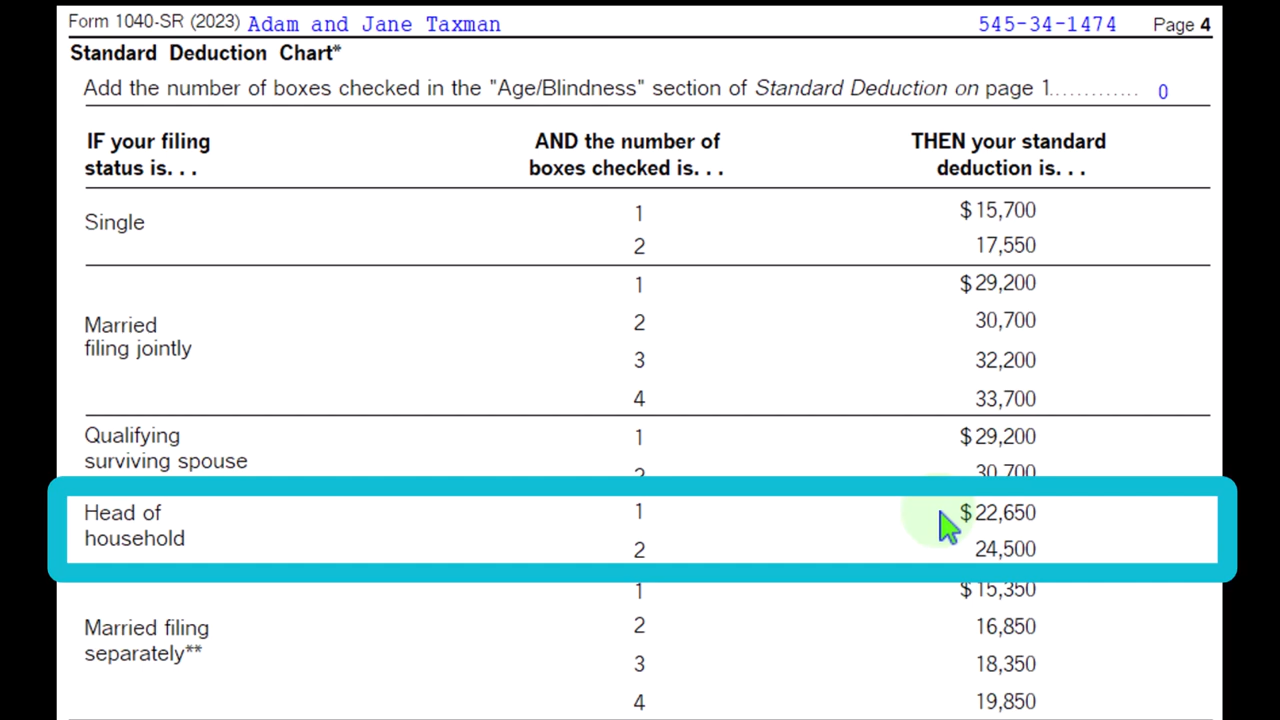 Form 1040-SR (2023) Adam and Jane Taxman 545-34-1474 Page 4
Standard Deduction Chart*
Add the number of boxes checked in the "Age/Blindness" section of Standard Deduction on page 1............. 0
IF your filing status is. . . AND the number of boxes checked is. . . THEN your standard deduction is. . .
Single
1 $15,700
2 17,550
Married filing jointly
1 $29,200
2 30,700
3 32,200
4 33,700
Qualifying surviving spouse
1 $29,200
2 30,700
Head of household
1 $22,650
2 24,500
Married filing separately**
1 $15,350
2 16,850
3 18,350
4 19,850